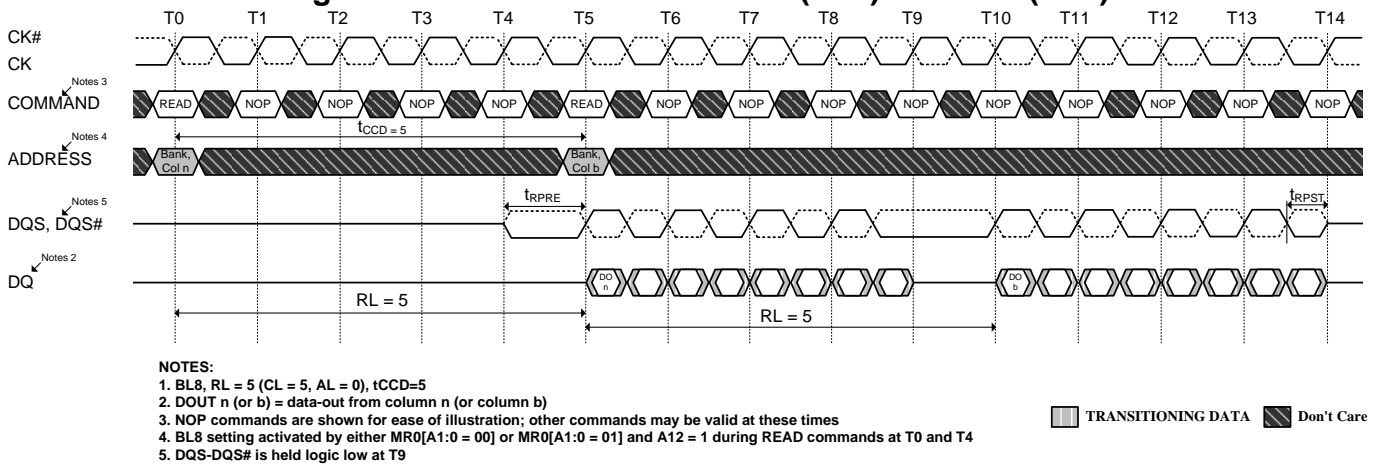 T0 T1 T2 T3 T4 T5 T6 T7 T8 T9 T10 T11 T12 T13 T14
CK#
CK
Notes 3
COMMAND READ NOP NOP NOP NOP READ NOP NOP NOP NOP NOP NOP NOP NOP NOP
tCCD = 5
Notes 4
ADDRESS
Bank, Col n
Bank, Col b
Notes 5
tRPRE
tRPST
DQS, DQS#
Notes 2
DQ
DO n
DO b
RL = 5
RL = 5
NOTES:
1. BL8, RL = 5 (CL = 5, AL = 0), tCCD=5
2. DOUT n (or b) = data-out from column n (or column b)
3. NOP commands are shown for ease of illustration; other commands may be valid at these times
4. BL8 setting activated by either MR0[A1:0 = 00] or MR0[A1:0 = 01] and A12 = 1 during READ commands at T0 and T4
5. DQS-DQS# is held logic low at T9
TRANSITIONING DATA
Don't Care